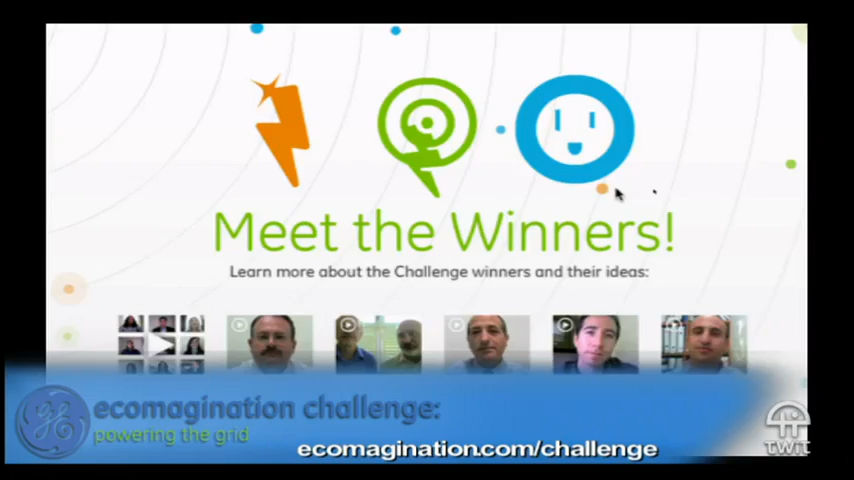 Meet the Winners!
Learn more about the Challenge winners and their ideas:
ecomagination challenge:
powering the grid
ecomagination.com/challenge
TWiT